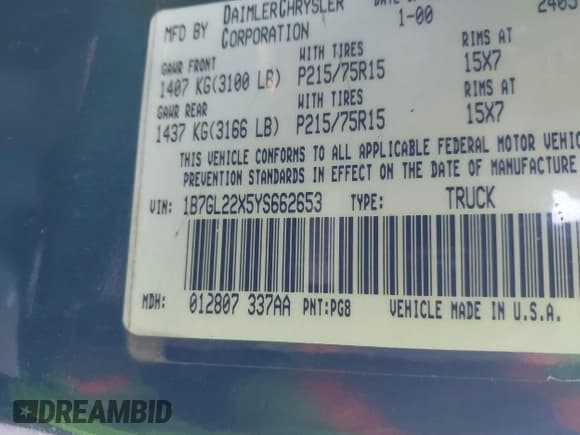 MFD BY DAIMLERCHRYSLER
CORPORATION
1-00
GAWR FRONT WITH TIRES RIMS AT
1407 KG(3100 LB) P215/75R15 15X7
GAWR REAR WITH TIRES RIMS AT
1437 KG(3166 LB) P215/75R15 15X7
THIS VEHICLE CONFORMS TO ALL APPLICABLE FEDERAL MOTOR VEHICLE
PREVENTION STANDARDS IN EFFECT ON THE DATE OF MANUFACTURE
VIN: 1B7GL22X5YS662653 TYPE: TRUCK
MDH: 012807 337AA PNT:PG8 VEHICLE MADE IN U.S.A.
DREAMBID